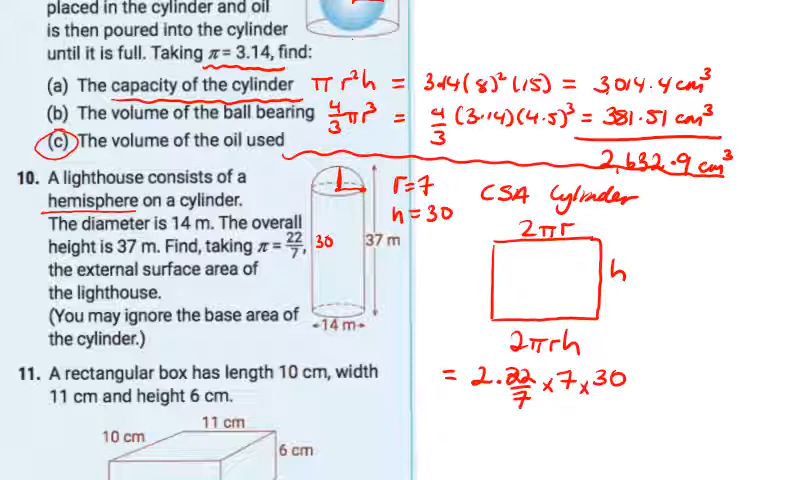 placed in the cylinder and oil
is then poured into the cylinder
until it is full. Taking π = 3.14, find:
(a) The capacity of the cylinder πr²h = 3.14(8)²(15) = 3,014.4 cm³
(b) The volume of the ball bearing 4/3 πr³ = 4/3 (3.14)(4.5)³ = 381.51 cm³
(c) The volume of the oil used
2,632.9 cm³
10. A lighthouse consists of a
hemisphere on a cylinder.
The diameter is 14 m. The overall
height is 37 m. Find, taking π = 22/7,
the external surface area of
the lighthouse.
(You may ignore the base area of
the cylinder.)
30
37 m
14 m
r=7
h=30
CSA Cylinder
2πr
h
2πrh
= 2.22/7 × 7 × 30
11. A rectangular box has length 10 cm, width
11 cm and height 6 cm.
11 cm
10 cm
6 cm